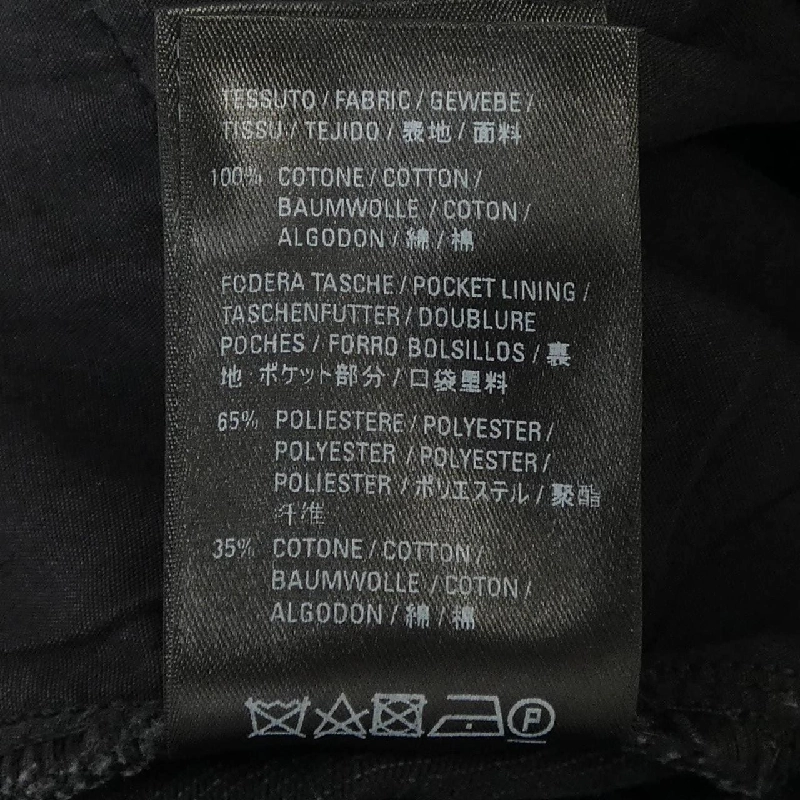 TESSUTO / FABRIC / GEWEBE /
TISSU / TEJIDO / 表地 / 面料
100% COTONE / COTTON /
BAUMWOLLE / COTON /
ALGODON / 綿 / 棉
FODERA TASCHE / POCKET LINING /
TASCHENFUTTER / DOUBLURE
POCHES / FORRO BOLSILLOS / 裏
地 ポケット部分 / 口袋里料
65% POLIESTERE / POLYESTER /
POLYESTER / POLYESTER /
POLIESTER / ポリエステル / 聚酯
纤维
35% COTONE / COTTON /
BAUMWOLLE / COTON /
ALGODON / 綿 / 棉
P